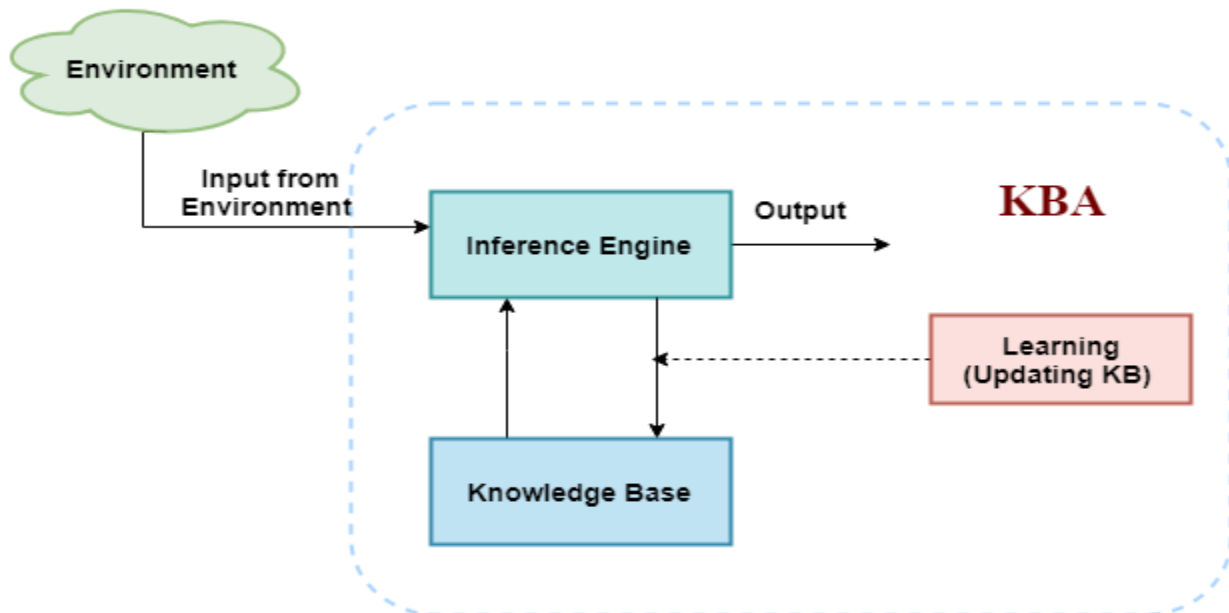 Environment
Input from
Environment
Inference Engine
Output
KBA
Learning
(Updating KB)
Knowledge Base